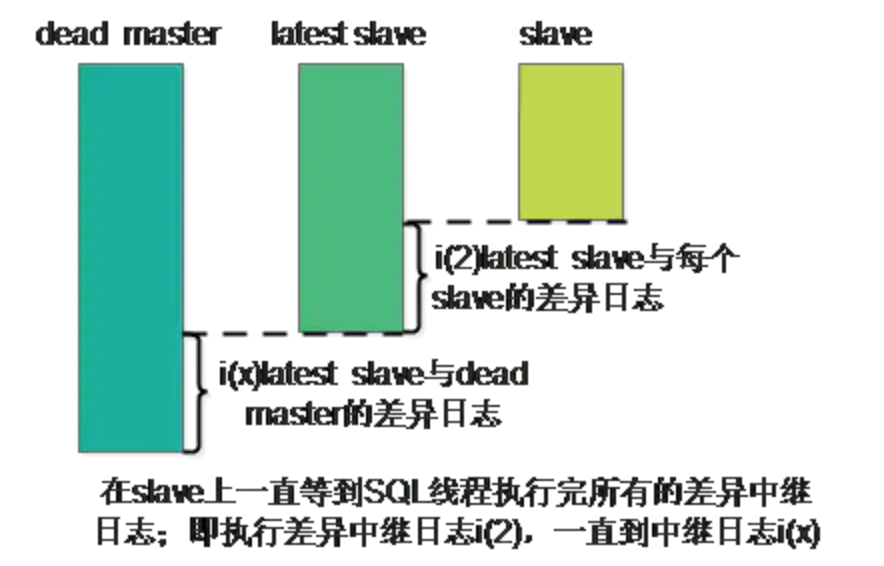 dead master latest slave slave
i(2)latest slave与每个
slave的差异日志
i(x)latest slave与dead
master的差异日志
在slave上一直等到SQL线程执行完所有的差异中继
日志；即执行差异中继日志i(2)，一直到中继日志i(x)